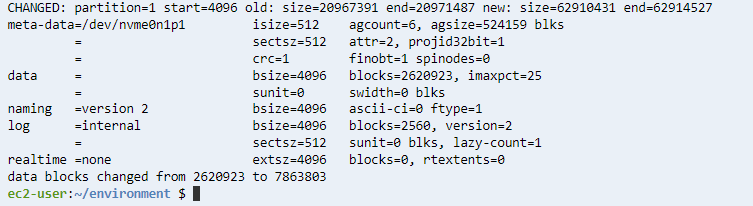 CHANGED: partition=1 start=4096 old: size=20967391 end=20971487 new: size=62910431 end=62914527
meta-data=/dev/nvme0n1p1         isize=512    agcount=6, agsize=524159 blks
         =                       sectsz=512   attr=2, projid32bit=1
         =                       crc=1        finobt=1 spinodes=0
data     =                       bsize=4096   blocks=2620923, imaxpct=25
         =                       sunit=0      swidth=0 blks
naming   =version 2              bsize=4096   ascii-ci=0 ftype=1
log      =internal               bsize=4096   blocks=2560, version=2
         =                       sectsz=512   sunit=0 blks, lazy-count=1
realtime =none                   extsz=4096   blocks=0, rtextents=0
data blocks changed from 2620923 to 7863803
ec2-user:~/environment $